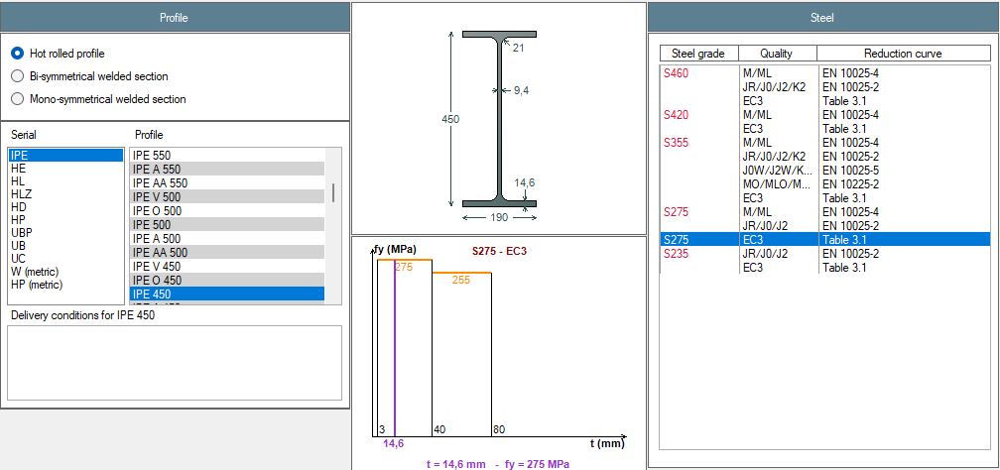 Profile
Hot rolled profile
Bi-symmetrical welded section
Mono-symmetrical welded section
Serial
Profile
IPE
HE
HL
HLZ
HD
HP
UBP
UB
UC
W (metric)
HP (metric)
IPE 550
IPE A 550
IPE AA 550
IPE V 500
IPE O 500
IPE 500
IPE A 500
IPE AA 500
IPE V 450
IPE O 450
IPE 450
Delivery conditions for IPE 450
21
9,4
450
14,6
190
fy (MPa)
S275 - EC3
275
255
3
40
80
14,6
t (mm)
t = 14,6 mm - fy = 275 MPa
Steel
Steel grade Quality Reduction curve
S460 M/ML EN 10025-4
JR/J0/J2/K2 EN 10025-2
EC3 Table 3.1
S420 M/ML EN 10025-4
EC3 Table 3.1
S355 M/ML EN 10025-4
JR/J0/J2/K2 EN 10025-2
J0W/J2W/K... EN 10025-5
MO/MLO/M... EN 10225-2
EC3 Table 3.1
S275 M/ML EN 10025-4
JR/J0/J2 EN 10025-2
S275 EC3 Table 3.1
S235 JR/J0/J2 EN 10025-2
EC3 Table 3.1